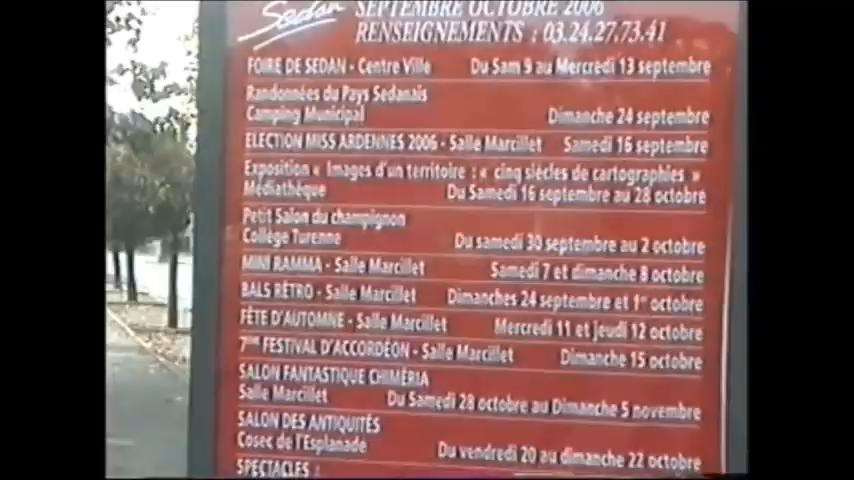 Sedan SEPTEMBRE OCTOBRE 2006
RENSEIGNEMENTS : 03.24.27.73.41
FOIRE DE SEDAN - Centre Ville Du Sam 9 au Mercredi 13 septembre
Randonnées du Pays Sedanais
Camping Municipal Dimanche 24 septembre
ELECTION MISS ARDENNES 2006 - Salle Marcillet Samedi 16 septembre
Exposition « Images d'un territoire : « cinq siècles de cartographies »
Médiathèque Du Samedi 16 septembre au 28 octobre
Petit Salon du champignon
Collège Turenne Du samedi 30 septembre au 2 octobre
MINI RAMMA - Salle Marcillet Samedi 7 et dimanche 8 octobre
BALS RÉTRO - Salle Marcillet Dimanches 24 septembre et 1er octobre
FÊTE D'AUTOMNE - Salle Marcillet Mercredi 11 et jeudi 12 octobre
7ème FESTIVAL D'ACCORDÉON - Salle Marcillet Dimanche 15 octobre
SALON FANTASTIQUE CHIMÈRIA
Salle Marcillet Du Samedi 28 octobre au Dimanche 5 novembre
SALON DES ANTIQUITÉS
Cosec de l'Esplanade Du vendredi 20 au dimanche 22 octobre
SPECTACLES :